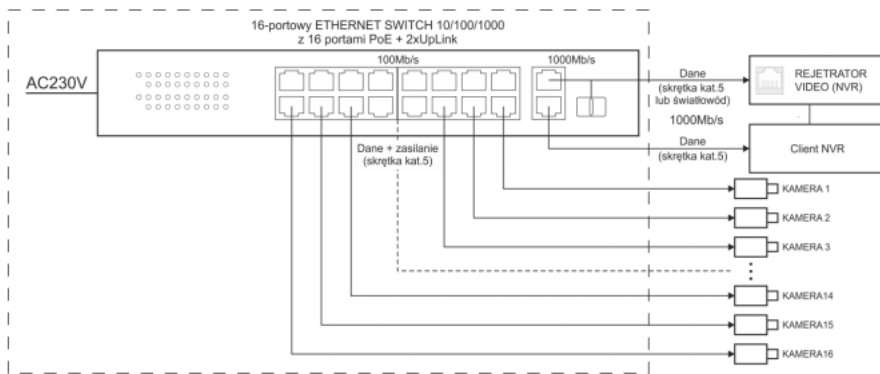 16-portowy ETHERNET SWITCH 10/100/1000
z 16 portami PoE + 2xUpLink
100Mb/s
1000Mb/s
AC230V
Dane
(skrętka kat.5
lub światłowód)
REJETRATOR
VIDEO (NVR)
1000Mb/s
Dane + zasilanie
(skrętka kat.5)
Dane
(skrętka kat.5)
Client NVR
KAMERA 1
KAMERA 2
KAMERA 3
KAMERA14
KAMERA15
KAMERA16